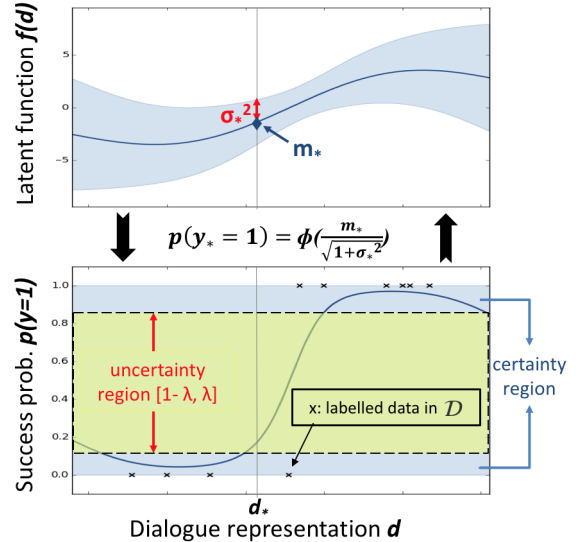 Latent function f(d)
5
0
-5
σ*²
m*
p(y* = 1) = ϕ(m* / √1+σ*²)
Success prob. p(y=1)
1.0
0.8
0.6
0.4
0.2
0.0
uncertainty
region [1- λ, λ]
x: labelled data in 𝒟
certainty
region
d*
Dialogue representation d